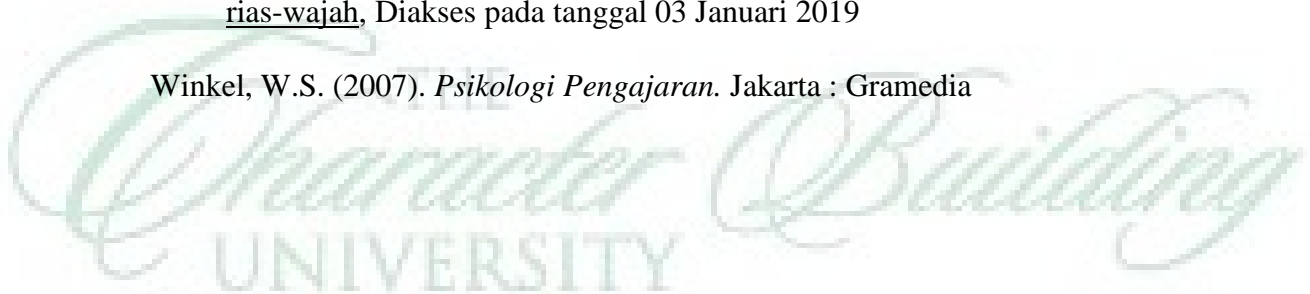 rias-wajah, Diakses pada tanggal 03 Januari 2019
Winkel, W.S. (2007). Psikologi Pengajaran. Jakarta : Gramedia
THE
Character Building
UNIVERSITY